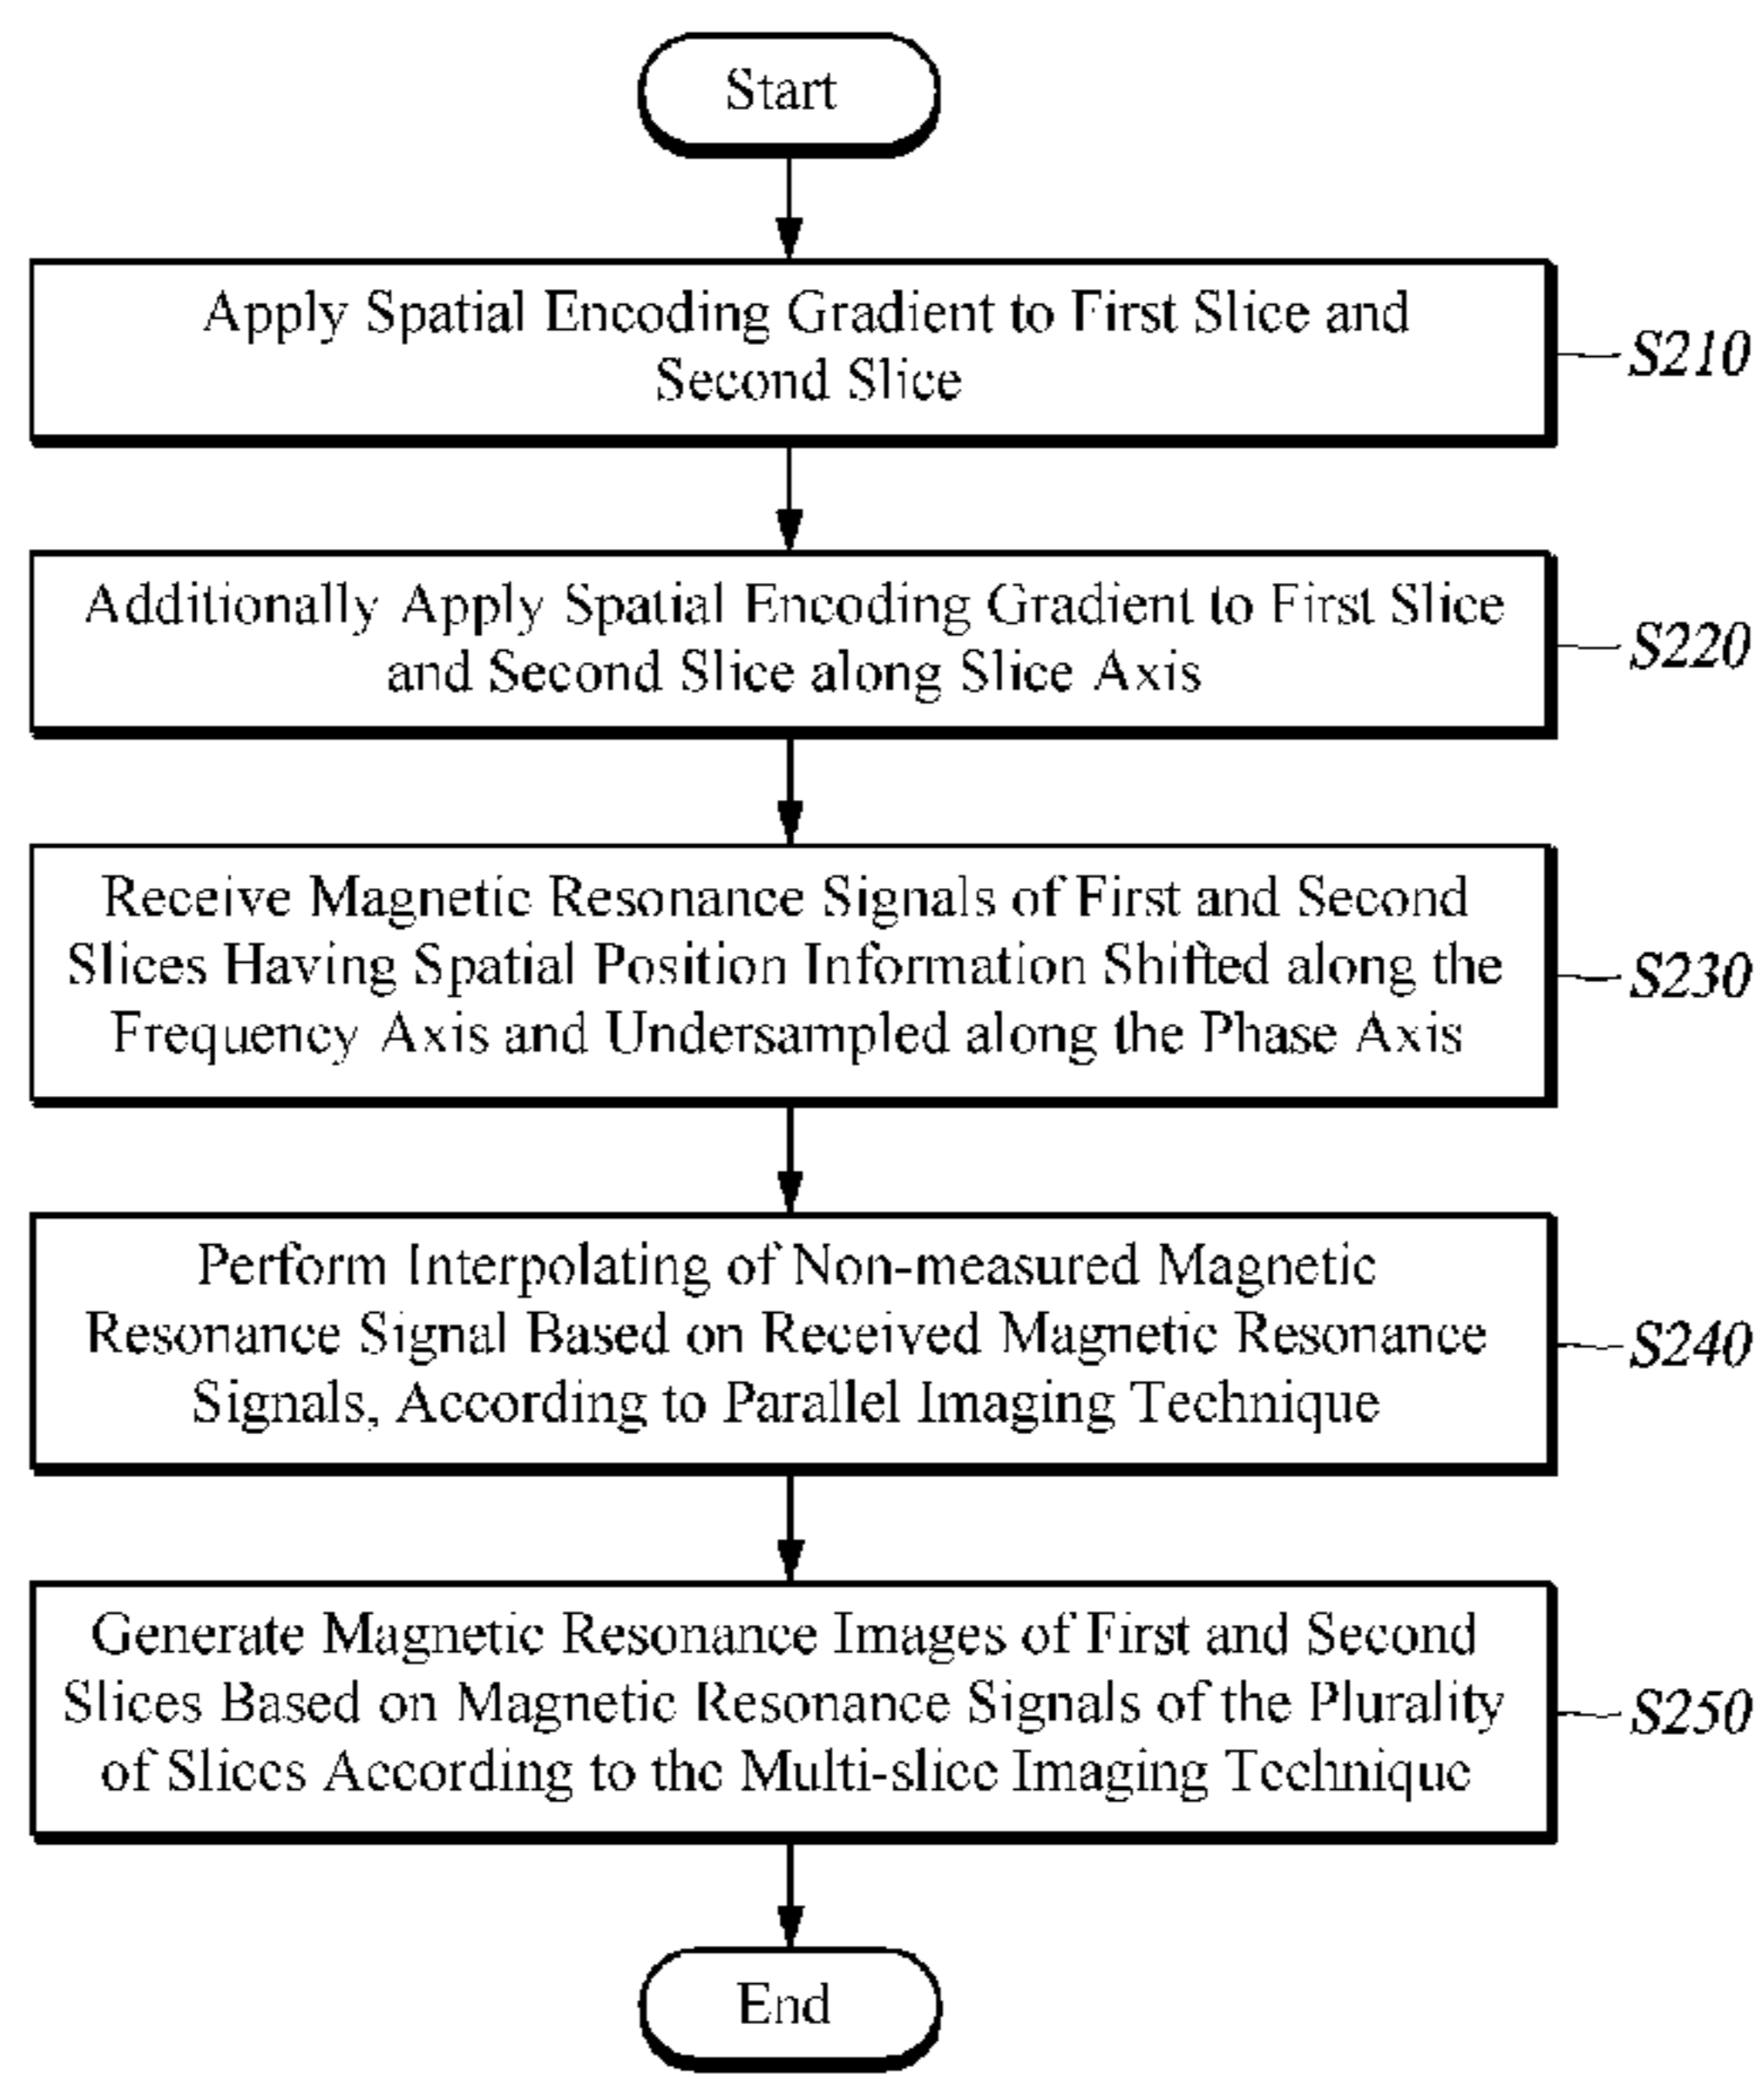 Start
Apply Spatial Encoding Gradient to First Slice and
Second Slice
S210
Additionally Apply Spatial Encoding Gradient to First Slice
and Second Slice along Slice Axis
S220
Receive Magnetic Resonance Signals of First and Second
Slices Having Spatial Position Information Shifted along the
Frequency Axis and Undersampled along the Phase Axis
S230
Perform Interpolating of Non-measured Magnetic
Resonance Signal Based on Received Magnetic Resonance
Signals, According to Parallel Imaging Technique
S240
Generate Magnetic Resonance Images of First and Second
Slices Based on Magnetic Resonance Signals of the Plurality
of Slices According to the Multi-slice Imaging Technique
S250
End